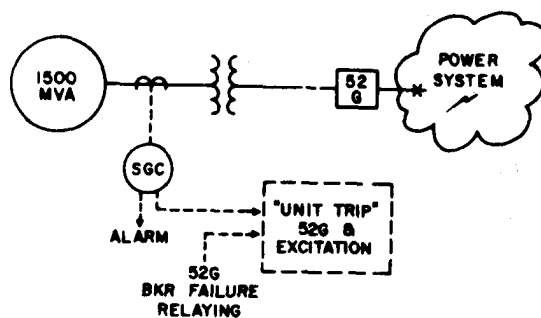 1500
MVA
52
G
POWER
SYSTEM
SGC
ALARM
"UNIT TRIP"
52G &
EXCITATION
52G
BKR FAILURE
RELAYING